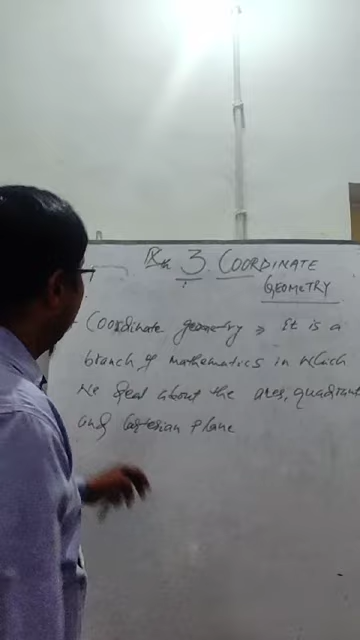 3. COORDINATE
GEOMETRY
Coordinate geometry → It is a
branch of mathematics in which
We deal about the axes, quadrant
and Cartesian plane